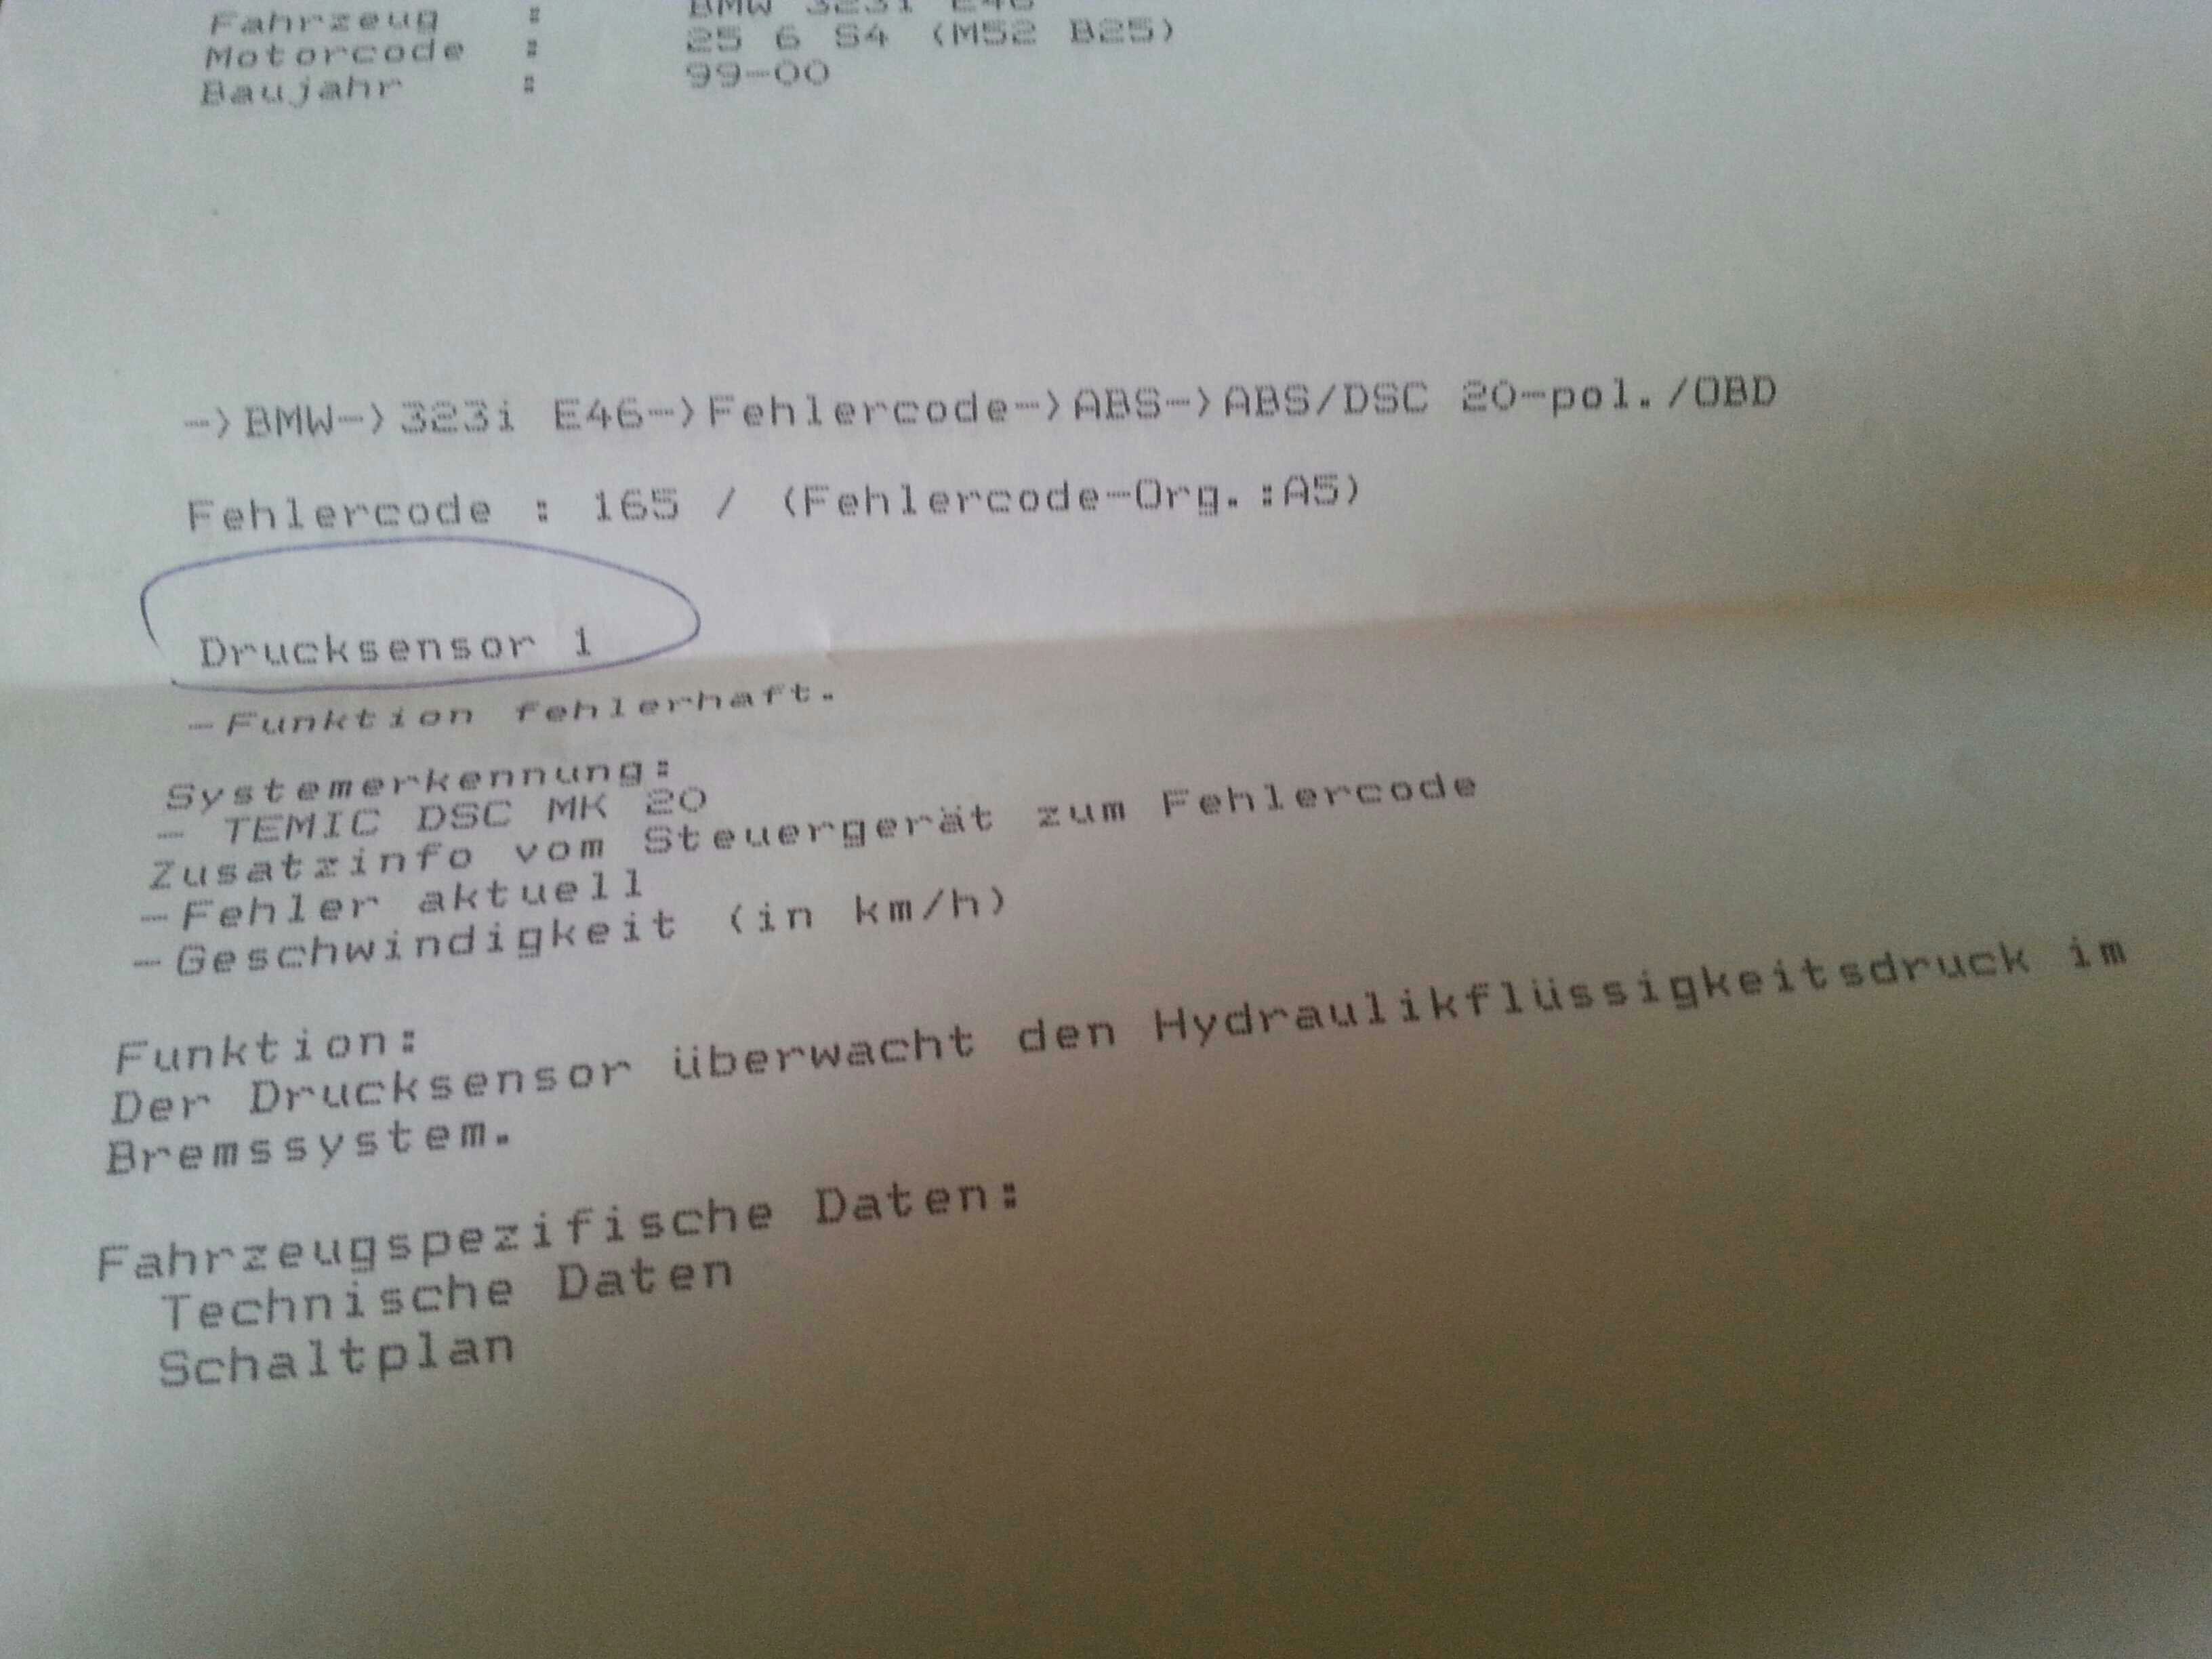 Fahrzeug : BMW 323i E46
Motorcode : 25 6 S4 (M52 B25)
Baujahr : 99-00
->BMW->323i E46->Fehlercode->ABS->ABS/DSC 20-pol./OBD
Fehlercode : 165 / (Fehlercode-Org.:A5)
Drucksensor 1
-Funktion fehlerhaft.
Systemerkennung:
- TEMIC DSC MK 20
Zusatzinfo vom Steuergerät zum Fehlercode
-Fehler aktuell
-Geschwindigkeit (in km/h)
Funktion:
Der Drucksensor überwacht den Hydraulikflüssigkeitsdruck im
Bremssystem.
Fahrzeugspezifische Daten:
Technische Daten
Schaltplan